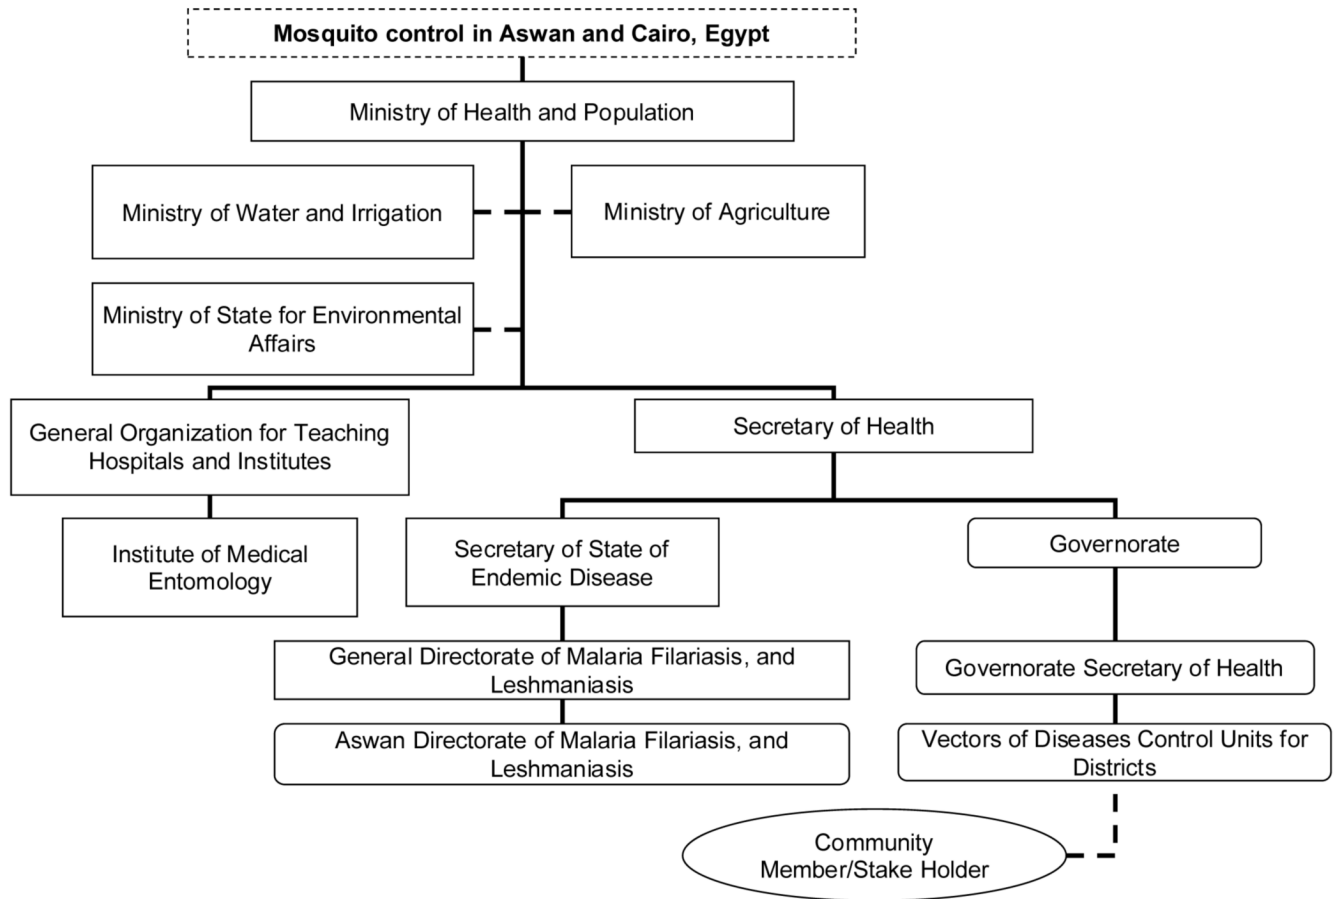 Mosquito control in Aswan and Cairo, Egypt
Ministry of Health and Population
Ministry of Water and Irrigation
Ministry of Agriculture
Ministry of State for Environmental
Affairs
General Organization for Teaching
Hospitals and Institutes
Secretary of Health
Institute of Medical
Entomology
Secretary of State of
Endemic Disease
Governorate
General Directorate of Malaria Filariasis, and
Leshmaniasis
Governorate Secretary of Health
Aswan Directorate of Malaria Filariasis, and
Leshmaniasis
Vectors of Diseases Control Units for
Districts
Community
Member/Stake Holder